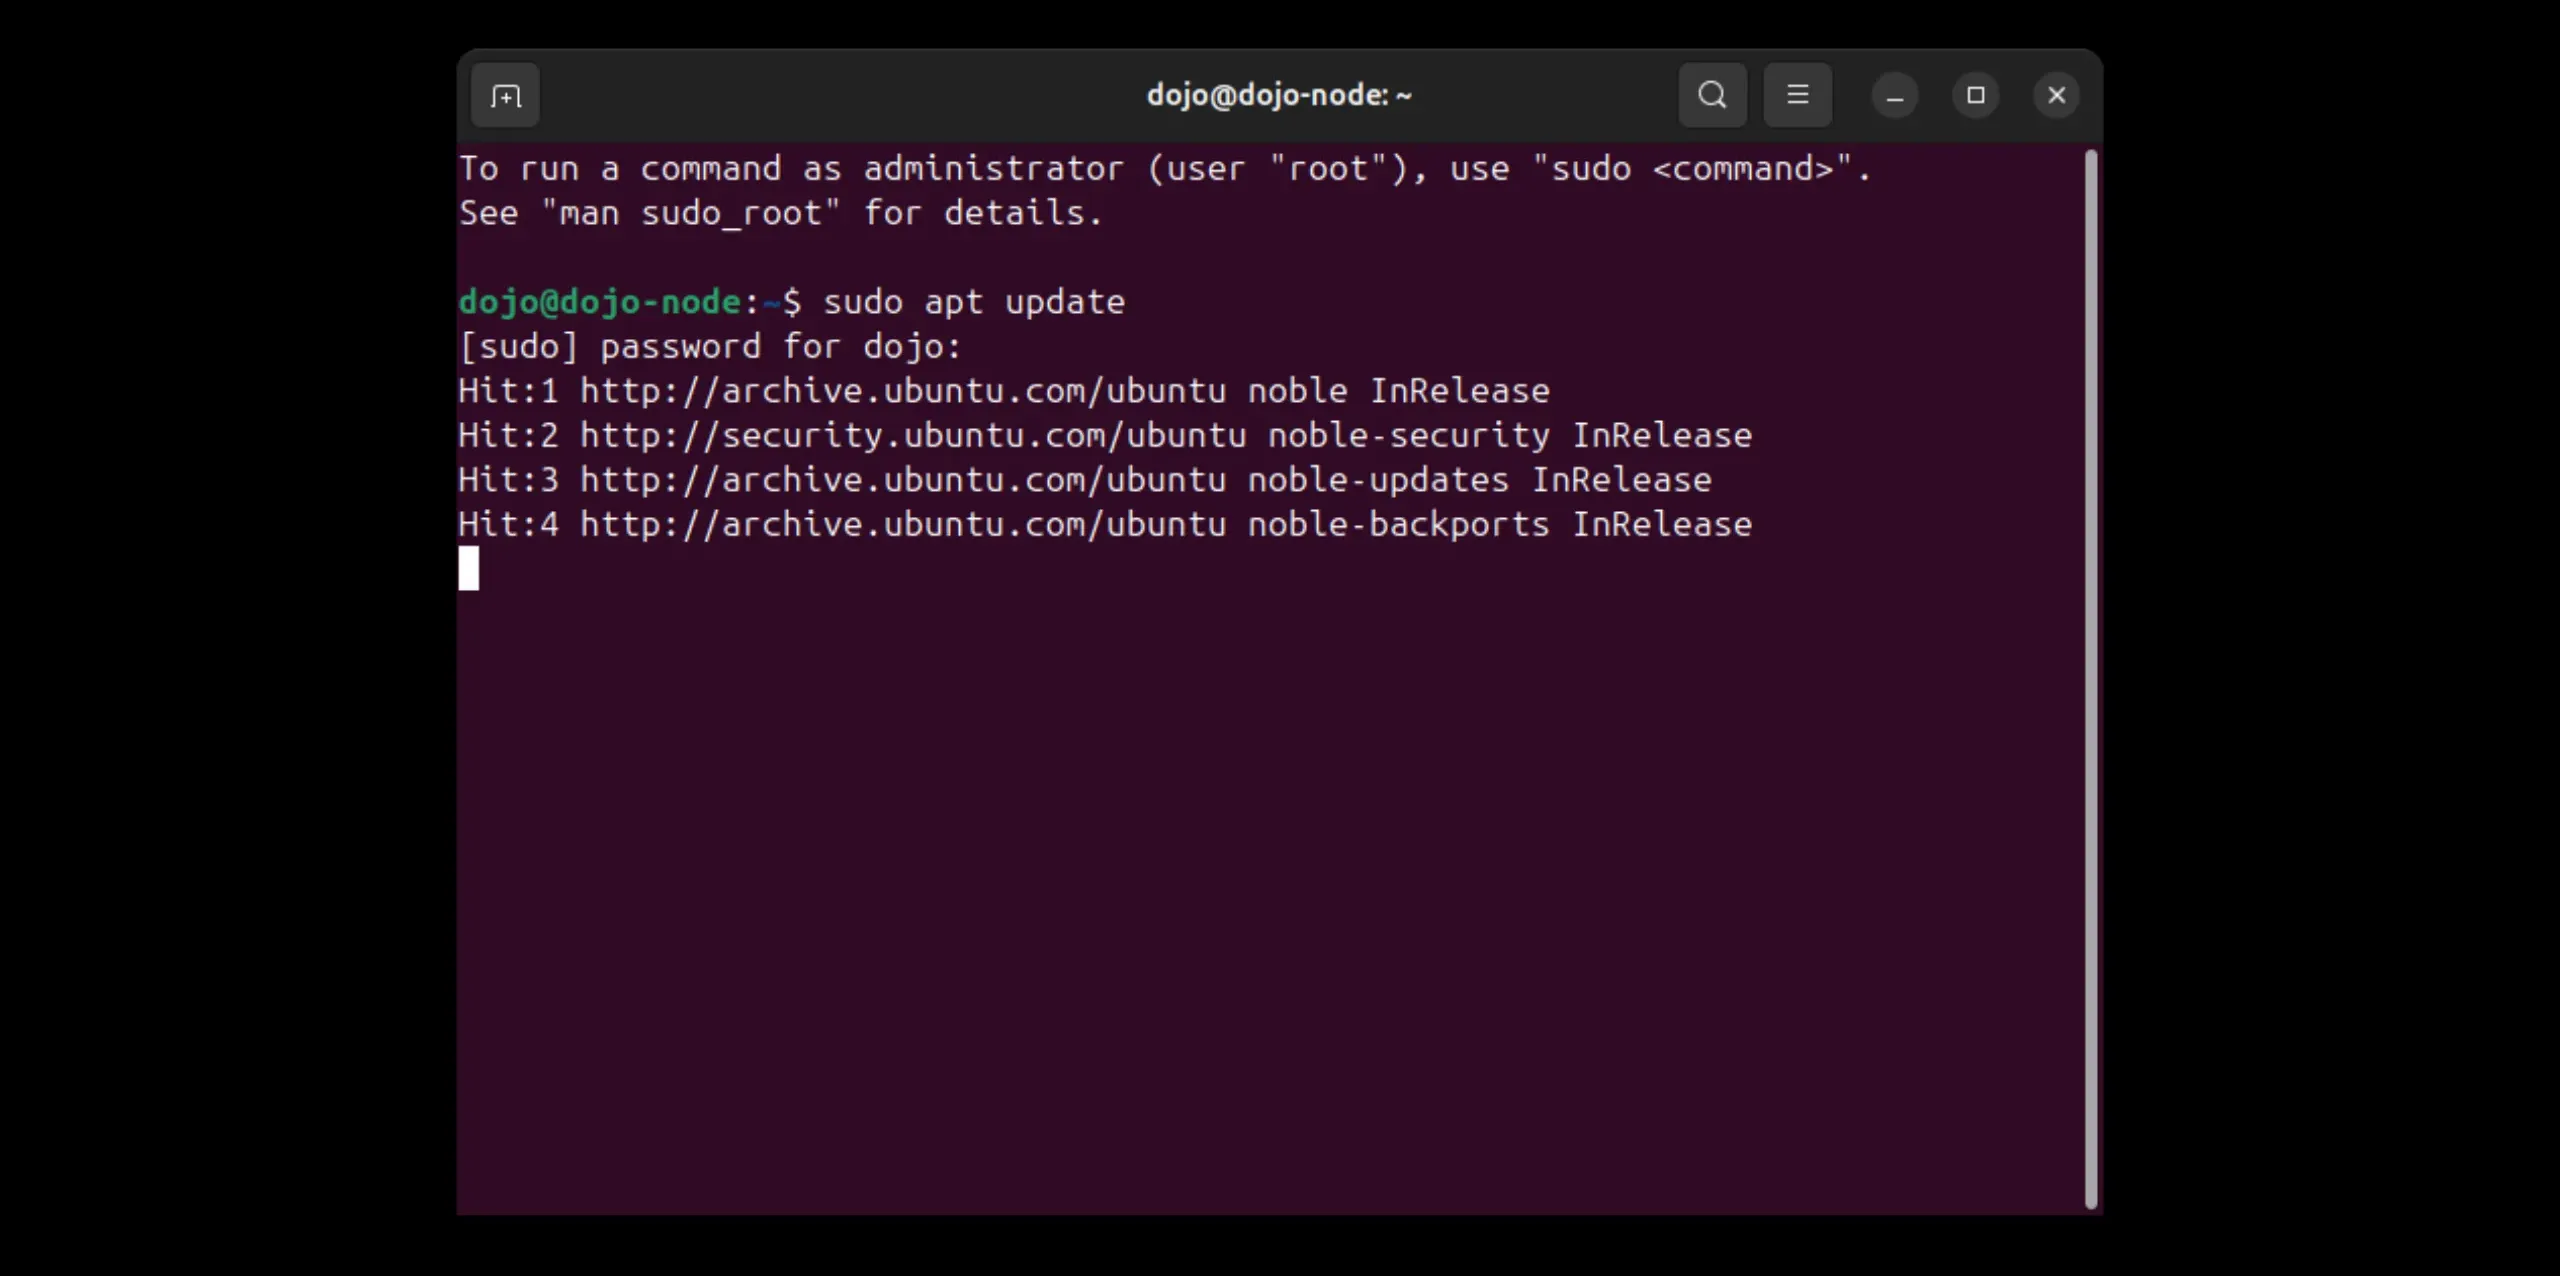 dojo@dojo-node: ~
To run a command as administrator (user "root"), use "sudo <command>".
See "man sudo_root" for details.
dojo@dojo-node:~$ sudo apt update
[sudo] password for dojo:
Hit:1 http://archive.ubuntu.com/ubuntu noble InRelease
Hit:2 http://security.ubuntu.com/ubuntu noble-security InRelease
Hit:3 http://archive.ubuntu.com/ubuntu noble-updates InRelease
Hit:4 http://archive.ubuntu.com/ubuntu noble-backports InRelease